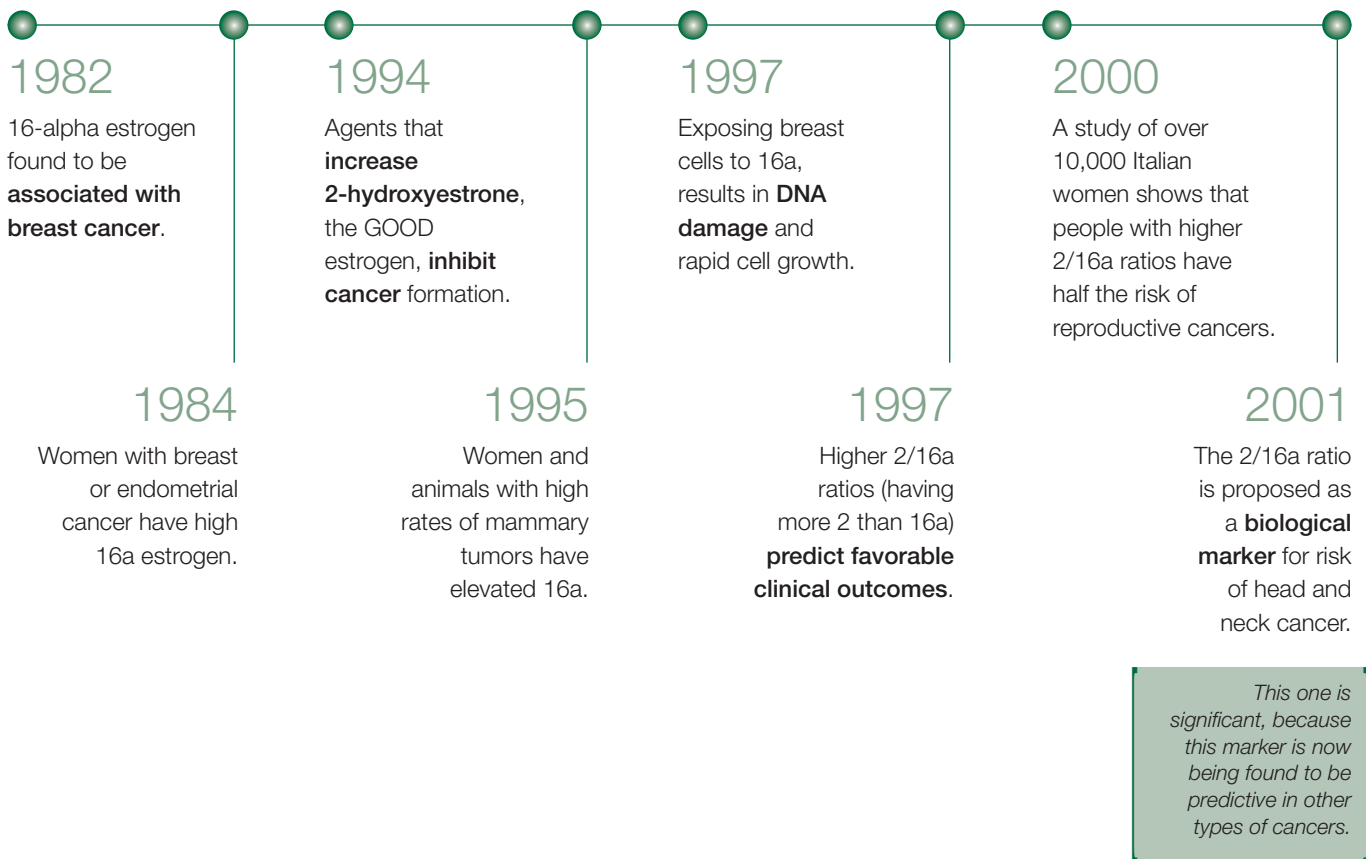 1982
16-alpha estrogen
found to be
associated with
breast cancer.
1984
Women with breast
or endometrial
cancer have high
16a estrogen.
1994
Agents that
increase
2-hydroxyestrone,
the GOOD
estrogen, inhibit
cancer formation.
1995
Women and
animals with high
rates of mammary
tumors have
elevated 16a.
1997
Exposing breast
cells to 16a,
results in DNA
damage and
rapid cell growth.
1997
Higher 2/16a
ratios (having
more 2 than 16a)
predict favorable
clinical outcomes.
2000
A study of over
10,000 Italian
women shows that
people with higher
2/16a ratios have
half the risk of
reproductive cancers.
2001
The 2/16a ratio
is proposed as
a biological
marker for risk
of head and
neck cancer.
This one is
significant, because
this marker is now
being found to be
predictive in other
types of cancers.